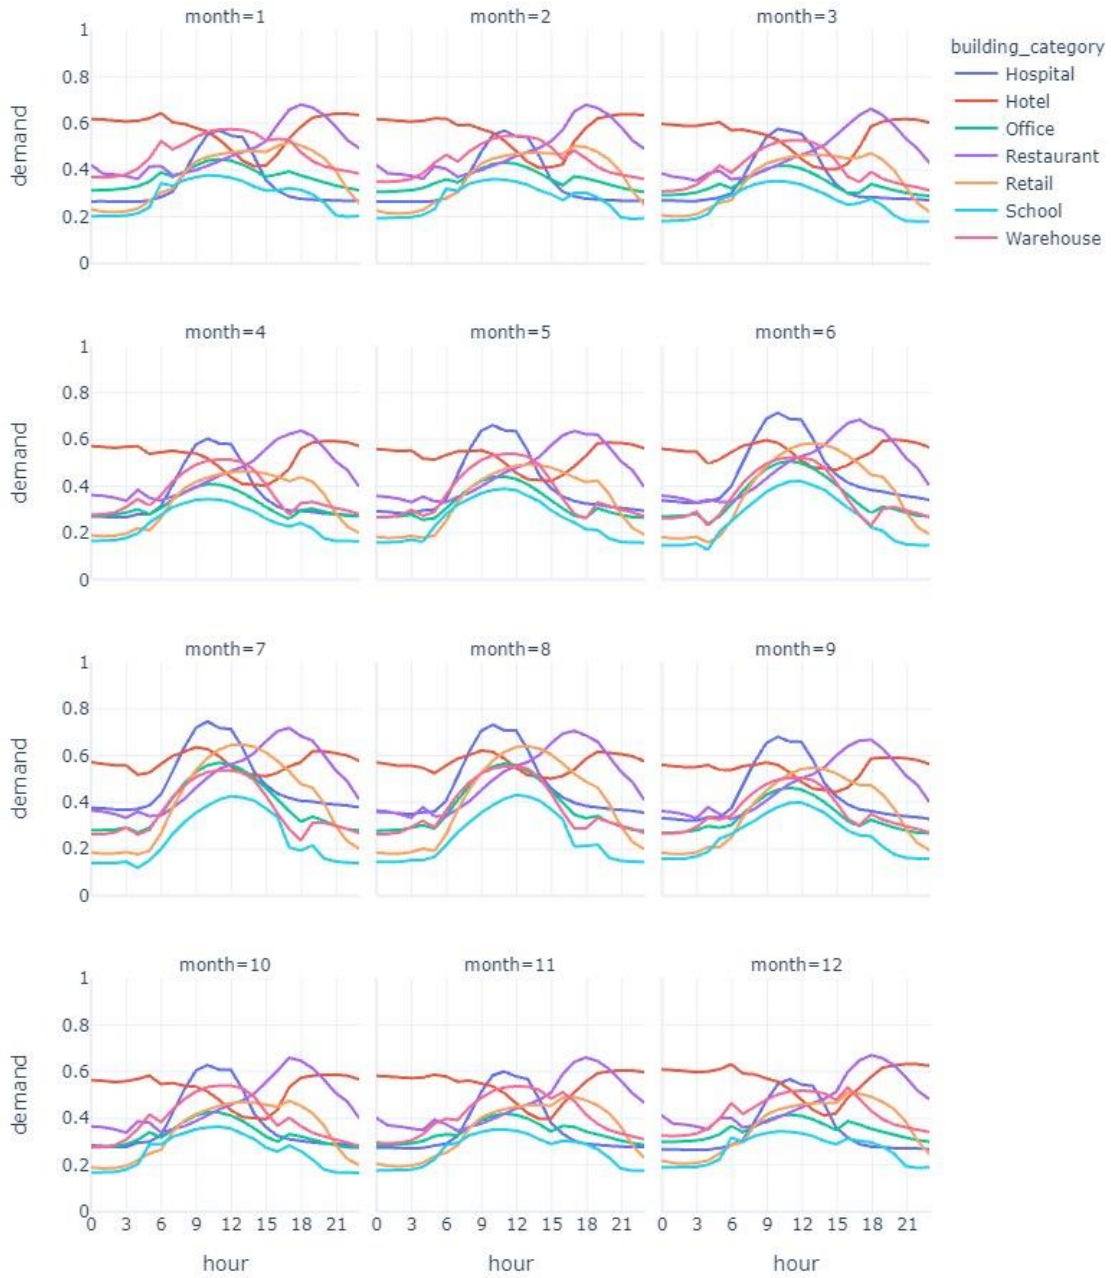 month=1 month=2 month=3
1
0.8
0.6
0.4
0.2
0
demand
building_category
Hospital
Hotel
Office
Restaurant
Retail
School
Warehouse
month=4 month=5 month=6
1
0.8
0.6
0.4
0.2
0
demand
month=7 month=8 month=9
1
0.8
0.6
0.4
0.2
0
demand
month=10 month=11 month=12
1
0.8
0.6
0.4
0.2
0
demand
0 3 6 9 12 15 18 21 0 3 6 9 12 15 18 21 0 3 6 9 12 15 18 21
hour hour hour